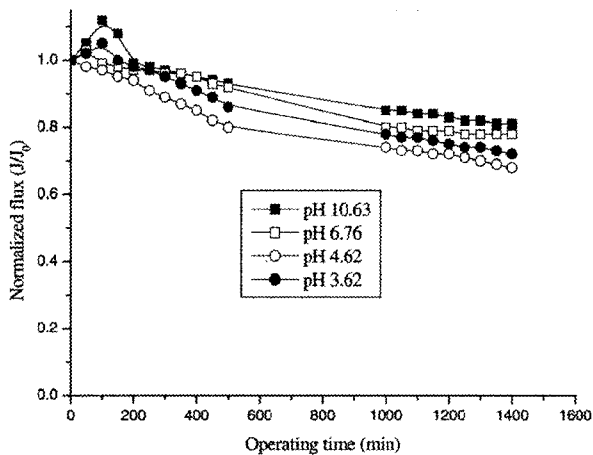 Normalized flux (J/J0)
1.0
0.8
0.6
0.4
0.2
0.0
pH 10.63
pH 6.76
pH 4.62
pH 3.62
0 200 400 600 800 1000 1200 1400 1600
Operating time (min)